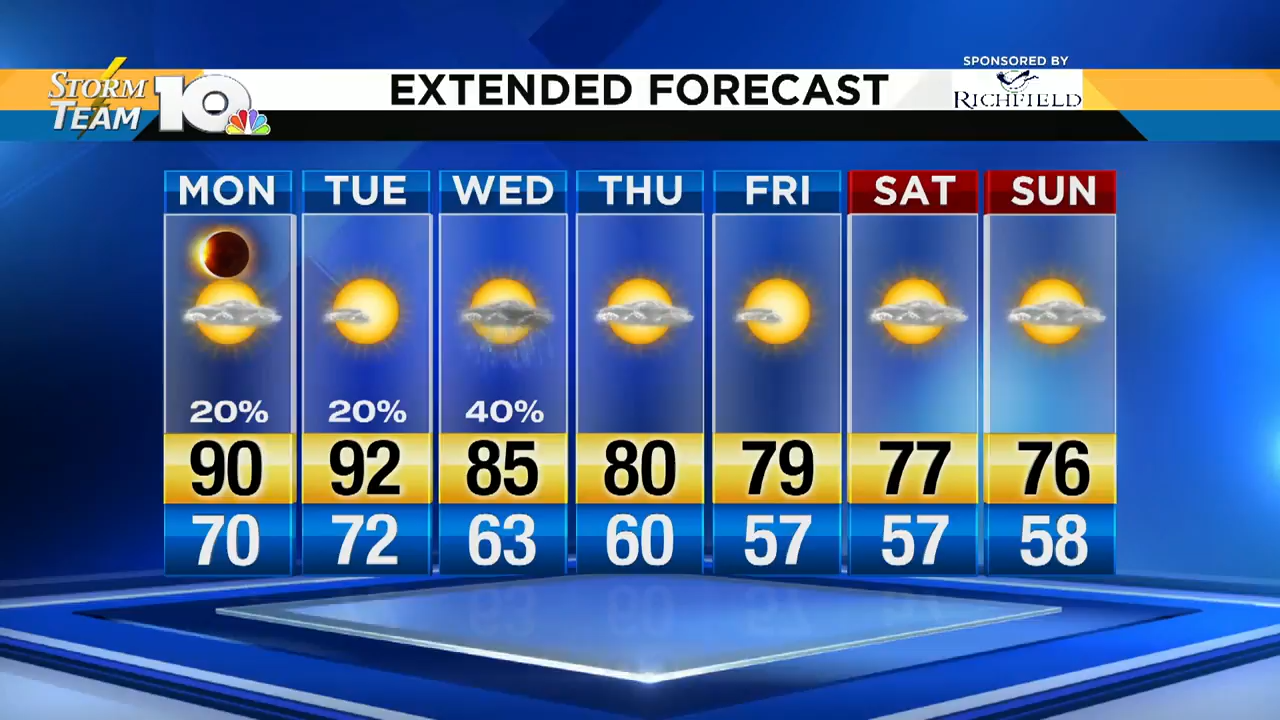 SPONSORED BY
STORM
TEAM 10
EXTENDED FORECAST
RICHFIELD
MON TUE WED THU FRI SAT SUN
20% 20% 40%
90 92 85 80 79 77 76
70 72 63 60 57 57 58